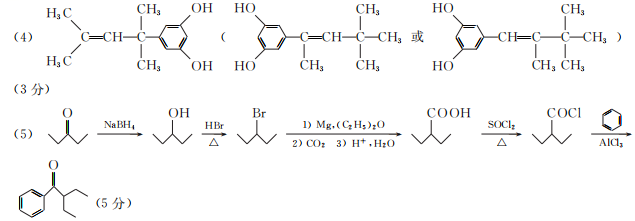 (4) H₃C H₃C C═CH—C—CH₃ CH₃ OH OH ( HO HO C═CH—C—CH₃ CH₃ CH₃ CH₃ 或 HO HO CH═C—C—CH₃ CH₃ CH₃ CH₃ )
(3 分)
(5) O NaBH₄ OH HBr △ Br 1) Mg,(C₂H₅)₂O 2) CO₂ 3) H⁺,H₂O COOH SOCl₂ △ COCl AlCl₃
O (5 分)